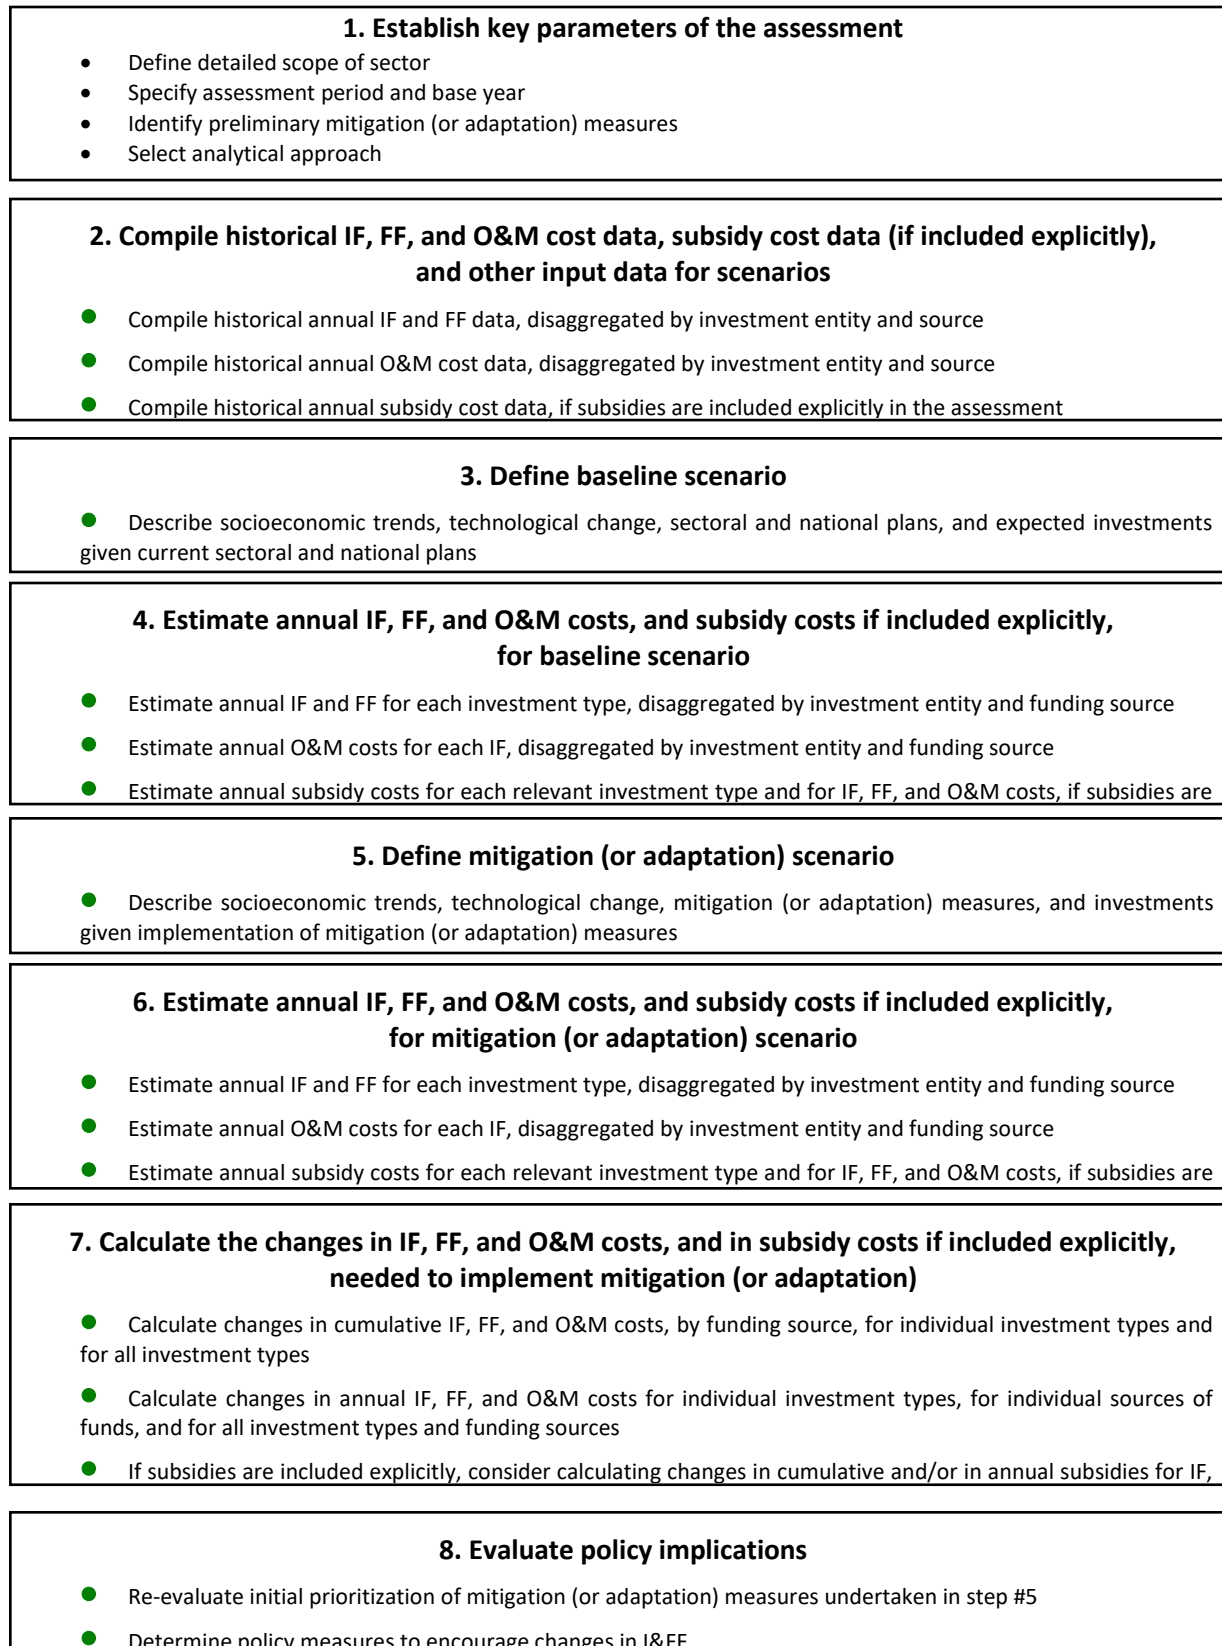 1. Establish key parameters of the assessment
• Define detailed scope of sector
• Specify assessment period and base year
• Identify preliminary mitigation (or adaptation) measures
• Select analytical approach
2. Compile historical IF, FF, and O&M cost data, subsidy cost data (if included explicitly),
and other input data for scenarios
• Compile historical annual IF and FF data, disaggregated by investment entity and source
• Compile historical annual O&M cost data, disaggregated by investment entity and source
• Compile historical annual subsidy cost data, if subsidies are included explicitly in the assessment
3. Define baseline scenario
• Describe socioeconomic trends, technological change, sectoral and national plans, and expected investments
given current sectoral and national plans
4. Estimate annual IF, FF, and O&M costs, and subsidy costs if included explicitly,
for baseline scenario
• Estimate annual IF and FF for each investment type, disaggregated by investment entity and funding source
• Estimate annual O&M costs for each IF, disaggregated by investment entity and funding source
• Estimate annual subsidy costs for each relevant investment type and for IF, FF, and O&M costs, if subsidies are
5. Define mitigation (or adaptation) scenario
• Describe socioeconomic trends, technological change, mitigation (or adaptation) measures, and investments
given implementation of mitigation (or adaptation) measures
6. Estimate annual IF, FF, and O&M costs, and subsidy costs if included explicitly,
for mitigation (or adaptation) scenario
• Estimate annual IF and FF for each investment type, disaggregated by investment entity and funding source
• Estimate annual O&M costs for each IF, disaggregated by investment entity and funding source
• Estimate annual subsidy costs for each relevant investment type and for IF, FF, and O&M costs, if subsidies are
7. Calculate the changes in IF, FF, and O&M costs, and in subsidy costs if included explicitly,
needed to implement mitigation (or adaptation)
• Calculate changes in cumulative IF, FF, and O&M costs, by funding source, for individual investment types and
for all investment types
• Calculate changes in annual IF, FF, and O&M costs for individual investment types, for individual sources of
funds, and for all investment types and funding sources
• If subsidies are included explicitly, consider calculating changes in cumulative and/or in annual subsidies for IF,
8. Evaluate policy implications
• Re-evaluate initial prioritization of mitigation (or adaptation) measures undertaken in step #5
• Determine policy measures to encourage changes in I&FF